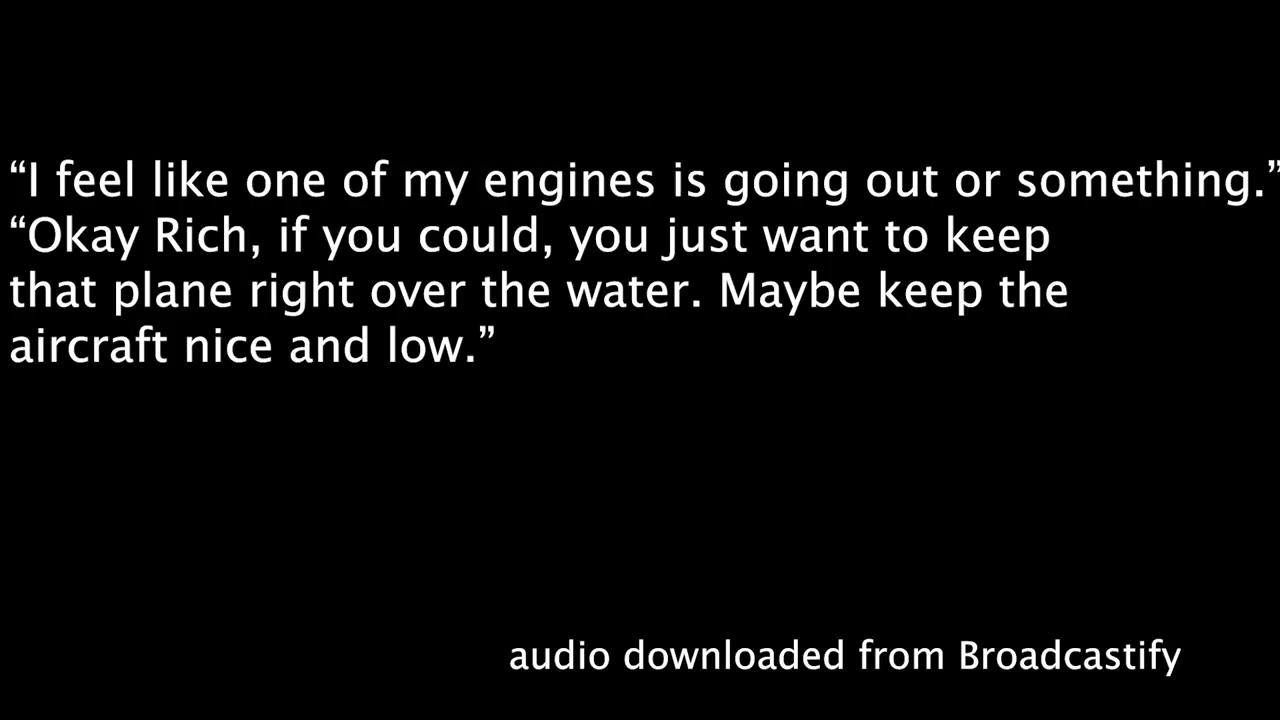 “I feel like one of my engines is going out or something.”
“Okay Rich, if you could, you just want to keep
that plane right over the water. Maybe keep the
aircraft nice and low.”
audio downloaded from Broadcastify